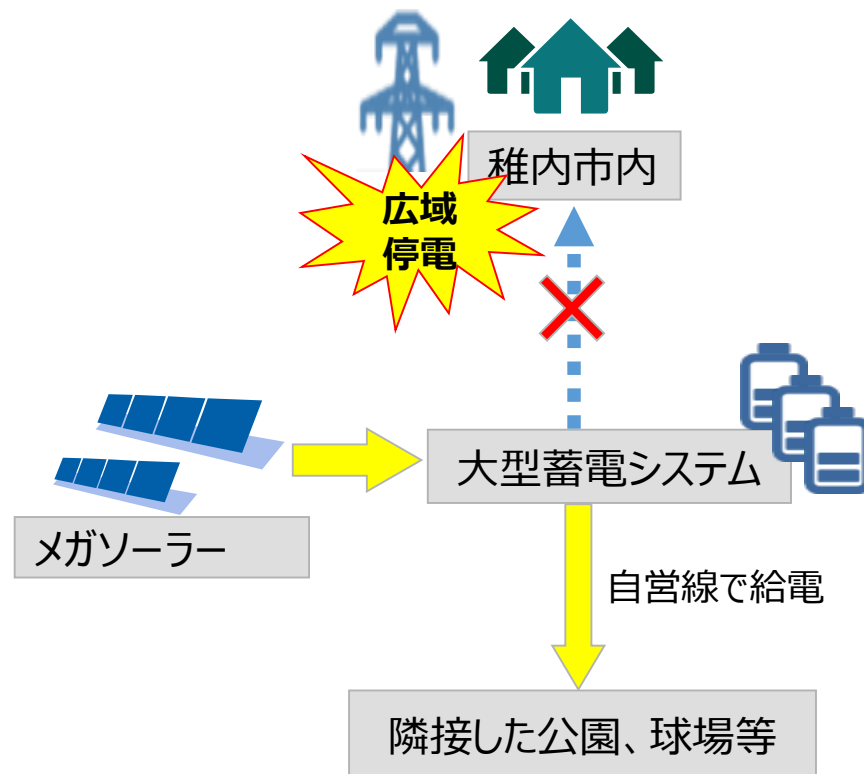 稚内市内
広域
停電
大型蓄電システム
メガソーラー
自営線で給電
隣接した公園、球場等